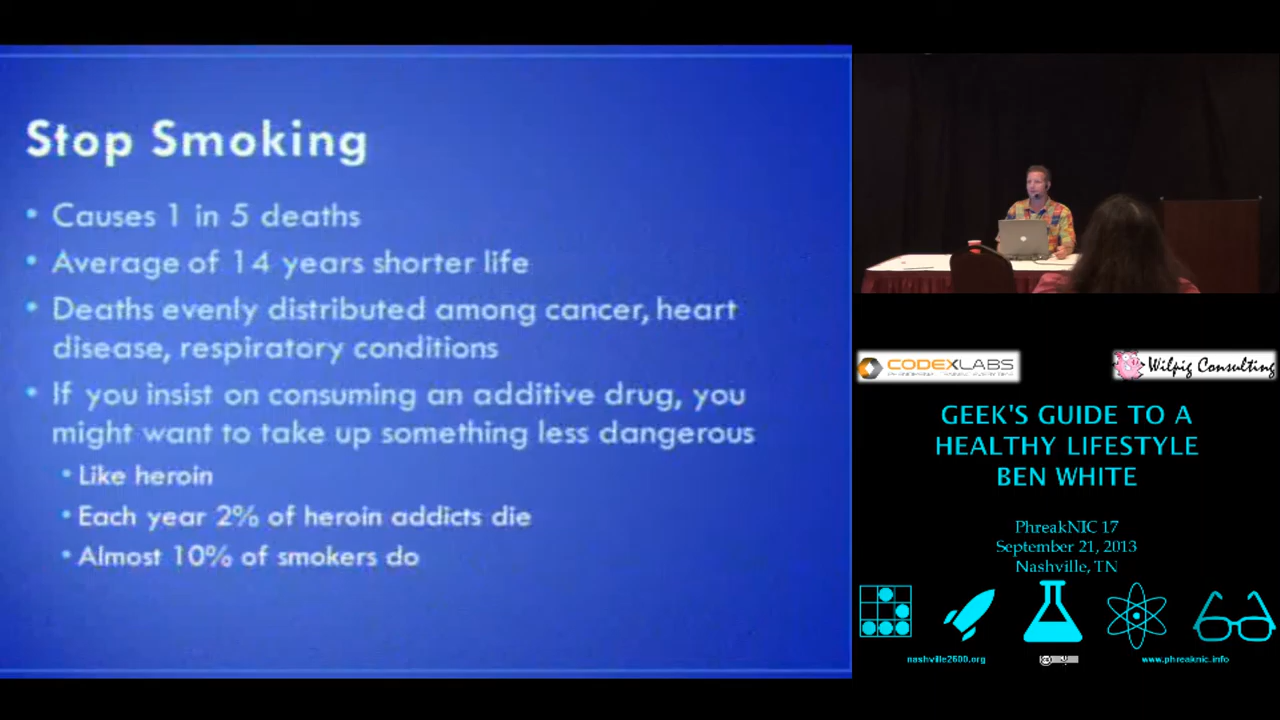 Stop Smoking
• Causes 1 in 5 deaths
• Average of 14 years shorter life
• Deaths evenly distributed among cancer, heart
disease, respiratory conditions
• If you insist on consuming an additive drug, you
might want to take up something less dangerous
• Like heroin
• Each year 2% of heroin addicts die
• Almost 10% of smokers do
CODEXLABS
Wilpig Consulting
GEEK'S GUIDE TO A
HEALTHY LIFESTYLE
BEN WHITE
PhreakNIC 17
September 21, 2013
Nashville, TN
nashville2600.org
www.phreaknic.info